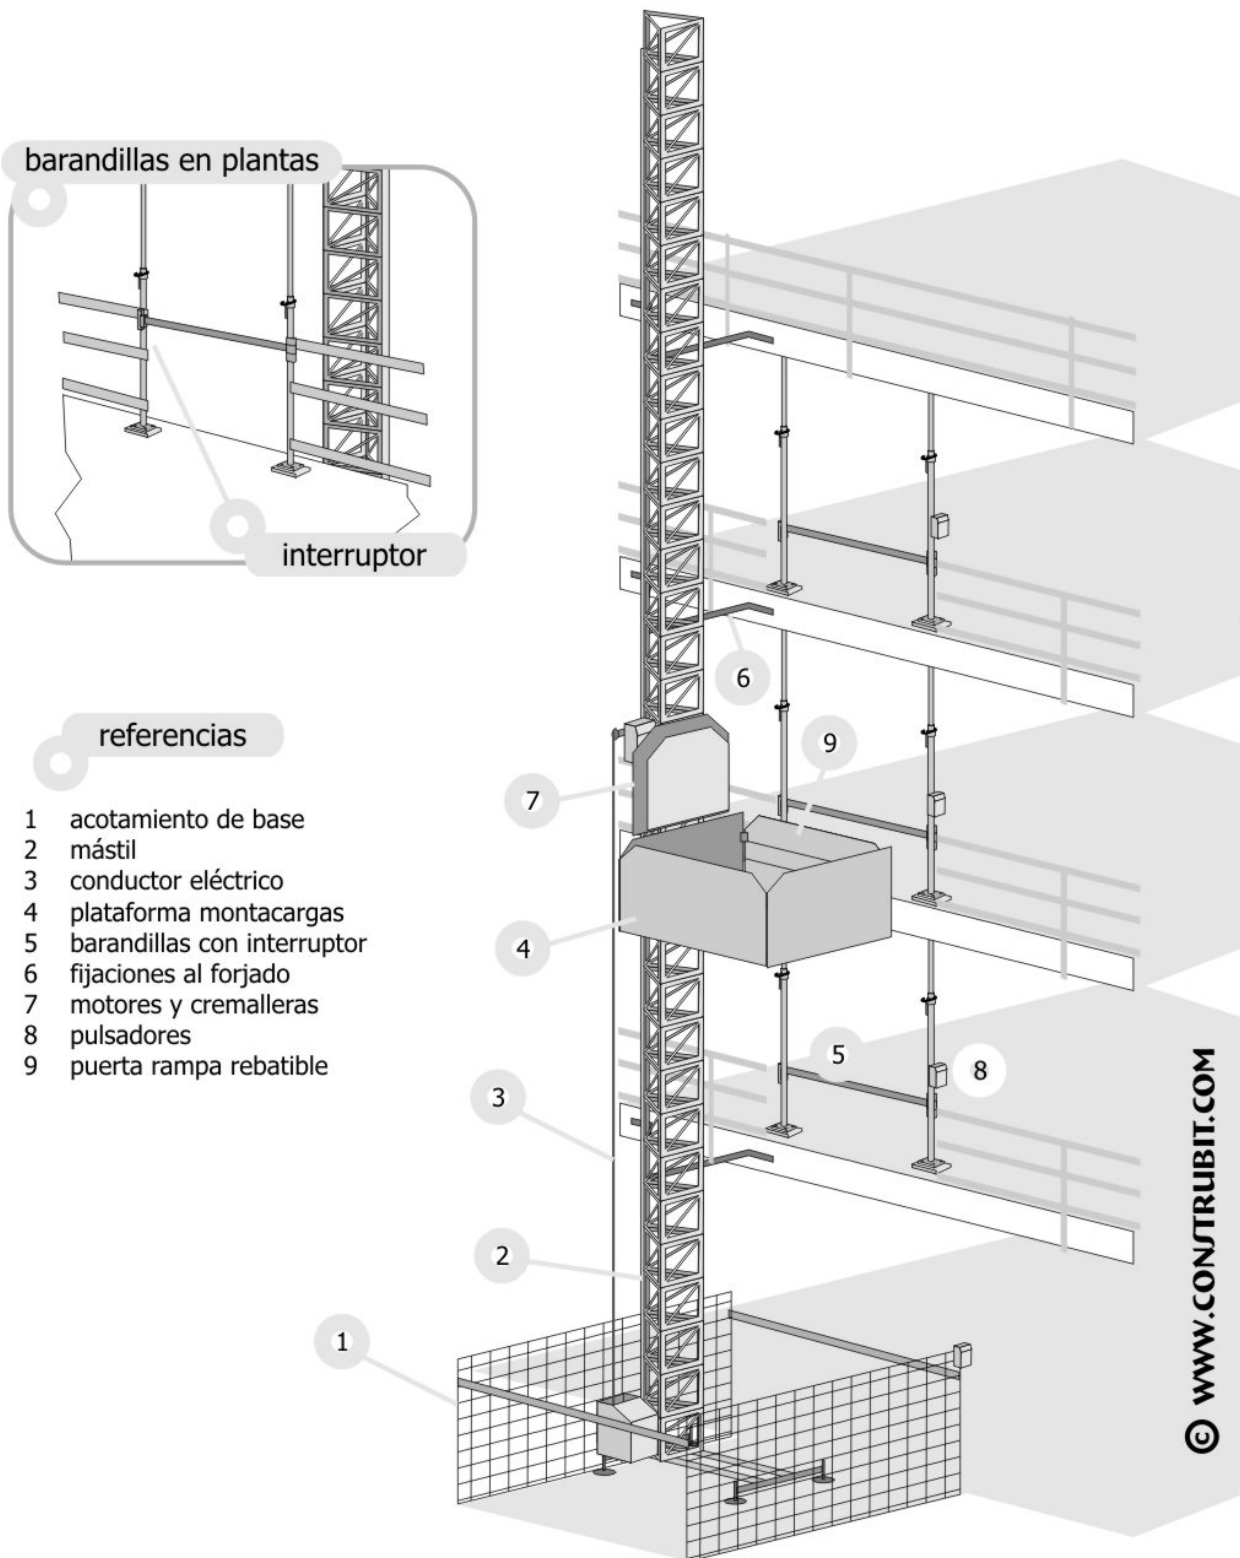 barandillas en plantas
interruptor
referencias
1 acotamiento de base
2 mástil
3 conductor eléctrico
4 plataforma montacargas
5 barandillas con interruptor
6 fijaciones al forjado
7 motores y cremalleras
8 pulsadores
9 puerta rampa rebatible
6
9
7
4
5
8
3
2
1
© WWW.CONSTRUBIT.COM